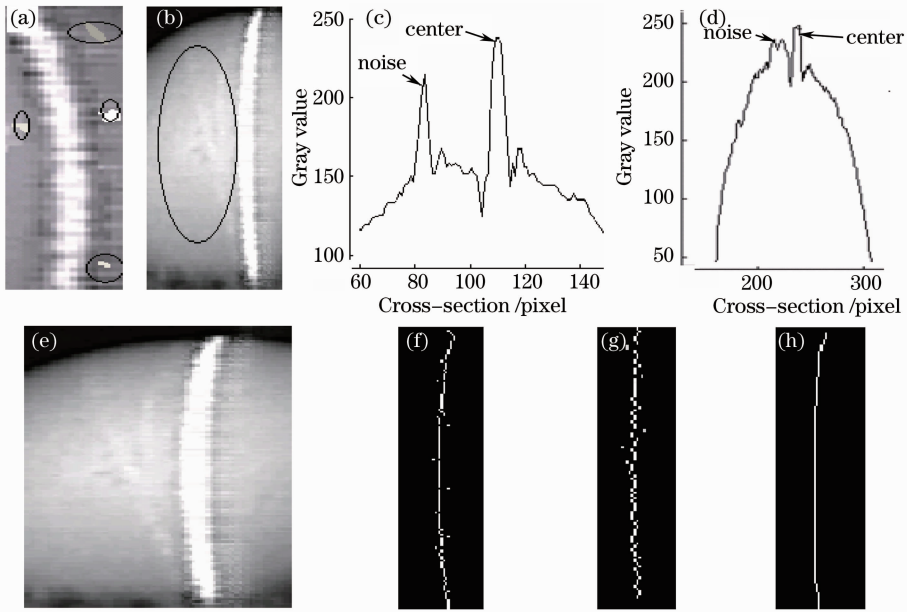 (a)
(b)
(c)
250
200
150
100
60 80 100 120 140
Gray value
Cross-section /pixel
noise
center
(d)
250
200
150
100
50
200 300
Gray value
Cross-section /pixel
noise
center
(e)
(f)
(g)
(h)